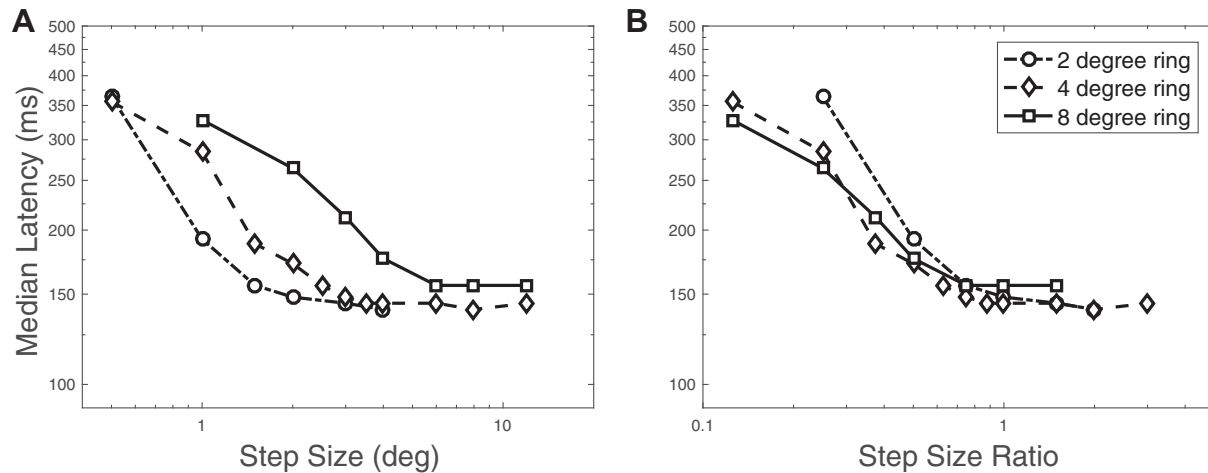 A
B
500
450
400
350
300
250
200
150
100
Median Latency (ms)
1
10
Step Size (deg)
500
450
400
350
300
250
200
150
100
2 degree ring
4 degree ring
8 degree ring
0.1
1
Step Size Ratio